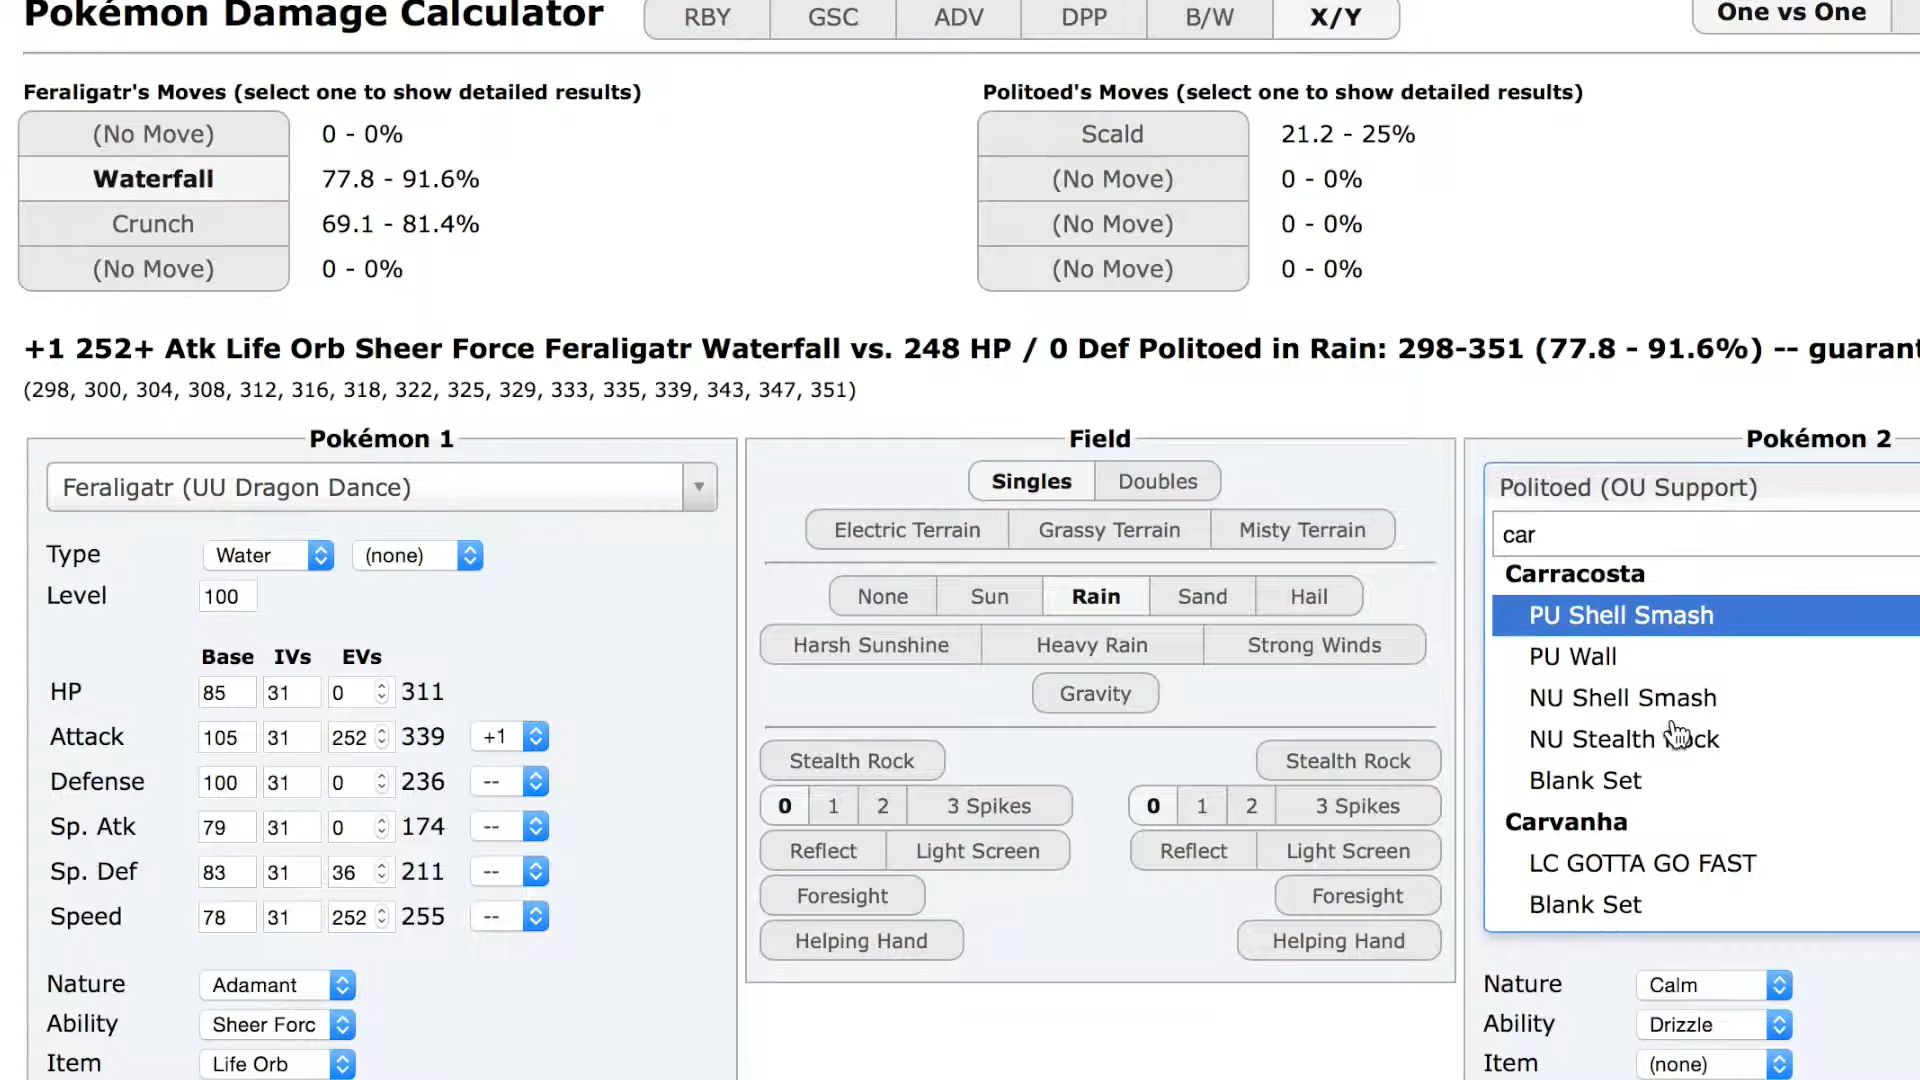 Pokémon Damage Calculator RBY GSC ADV DPP B/W X/Y One vs One
Feraligatr's Moves (select one to show detailed results)
(No Move) 0 - 0%
Waterfall 77.8 - 91.6%
Crunch 69.1 - 81.4%
(No Move) 0 - 0%
Politoed's Moves (select one to show detailed results)
Scald 21.2 - 25%
(No Move) 0 - 0%
(No Move) 0 - 0%
(No Move) 0 - 0%
+1 252+ Atk Life Orb Sheer Force Feraligatr Waterfall vs. 248 HP / 0 Def Politoed in Rain: 298-351 (77.8 - 91.6%) -- guarant
(298, 300, 304, 308, 312, 316, 318, 322, 325, 329, 333, 335, 339, 343, 347, 351)
Pokémon 1
Feraligatr (UU Dragon Dance)
Type Water (none)
Level 100
Base IVs EVs
HP 85 31 0 311
Attack 105 31 252 339 +1
Defense 100 31 0 236 --
Sp. Atk 79 31 0 174 --
Sp. Def 83 31 36 211 --
Speed 78 31 252 255 --
Nature Adamant
Ability Sheer Forc
Item Life Orb
Field
Singles Doubles
Electric Terrain Grassy Terrain Misty Terrain
None Sun Rain Sand Hail
Harsh Sunshine Heavy Rain Strong Winds
Gravity
Stealth Rock Stealth Rock
0 1 2 3 Spikes 0 1 2 3 Spikes
Reflect Light Screen Reflect Light Screen
Foresight Foresight
Helping Hand Helping Hand
Pokémon 2
Politoed (OU Support)
car
Carracosta
PU Shell Smash
PU Wall
NU Shell Smash
NU Stealth Rock
Blank Set
Carvanha
LC GOTTA GO FAST
Blank Set
Nature Calm
Ability Drizzle
Item (none)